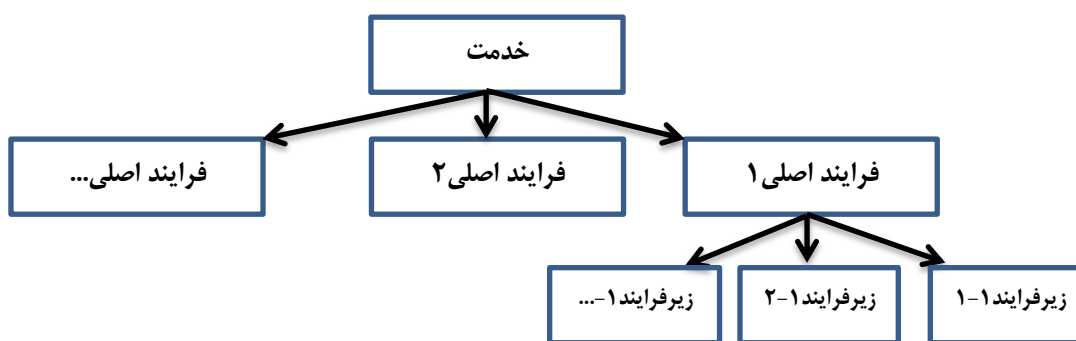 خدمت
فرایند اصلی۱
فرایند اصلی۲
فرایند اصلی...
زیرفرایند۱-۱
زیرفرایند۱-۲
زیرفرایند۱-...